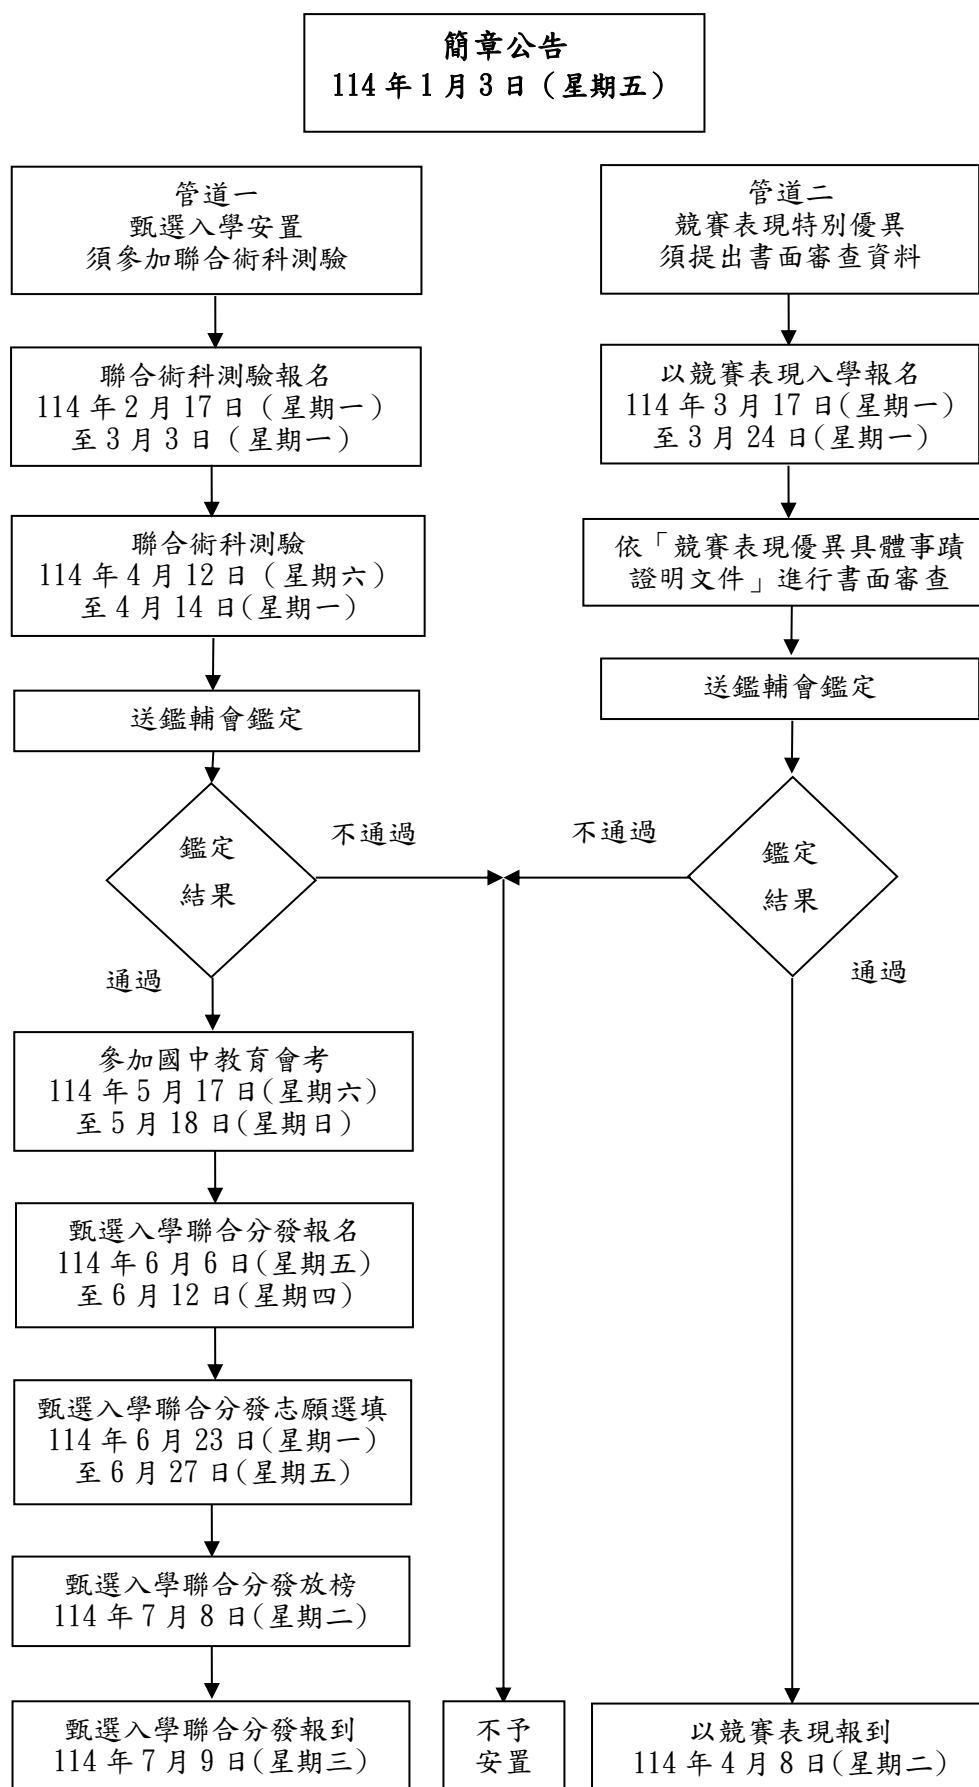 簡章公告
114 年 1 月 3 日（星期五）
管道一
甄選入學安置
須參加聯合術科測驗
聯合術科測驗報名
114 年 2 月 17 日（星期一）
至 3 月 3 日（星期一）
聯合術科測驗
114 年 4 月 12 日（星期六）
至 4 月 14 日(星期一)
送鑑輔會鑑定
鑑定
結果
不通過
通過
參加國中教育會考
114 年 5 月 17 日(星期六)
至 5 月 18 日(星期日)
甄選入學聯合分發報名
114 年 6 月 6 日(星期五)
至 6 月 12 日(星期四)
甄選入學聯合分發志願選填
114 年 6 月 23 日(星期一)
至 6 月 27 日(星期五)
甄選入學聯合分發放榜
114 年 7 月 8 日(星期二)
甄選入學聯合分發報到
114 年 7 月 9 日(星期三)
不予
安置
管道二
競賽表現特別優異
須提出書面審查資料
以競賽表現入學報名
114 年 3 月 17 日(星期一)
至 3 月 24 日(星期一)
依「競賽表現優異具體事蹟
證明文件」進行書面審查
送鑑輔會鑑定
鑑定
結果
不通過
通過
以競賽表現報到
114 年 4 月 8 日(星期二)